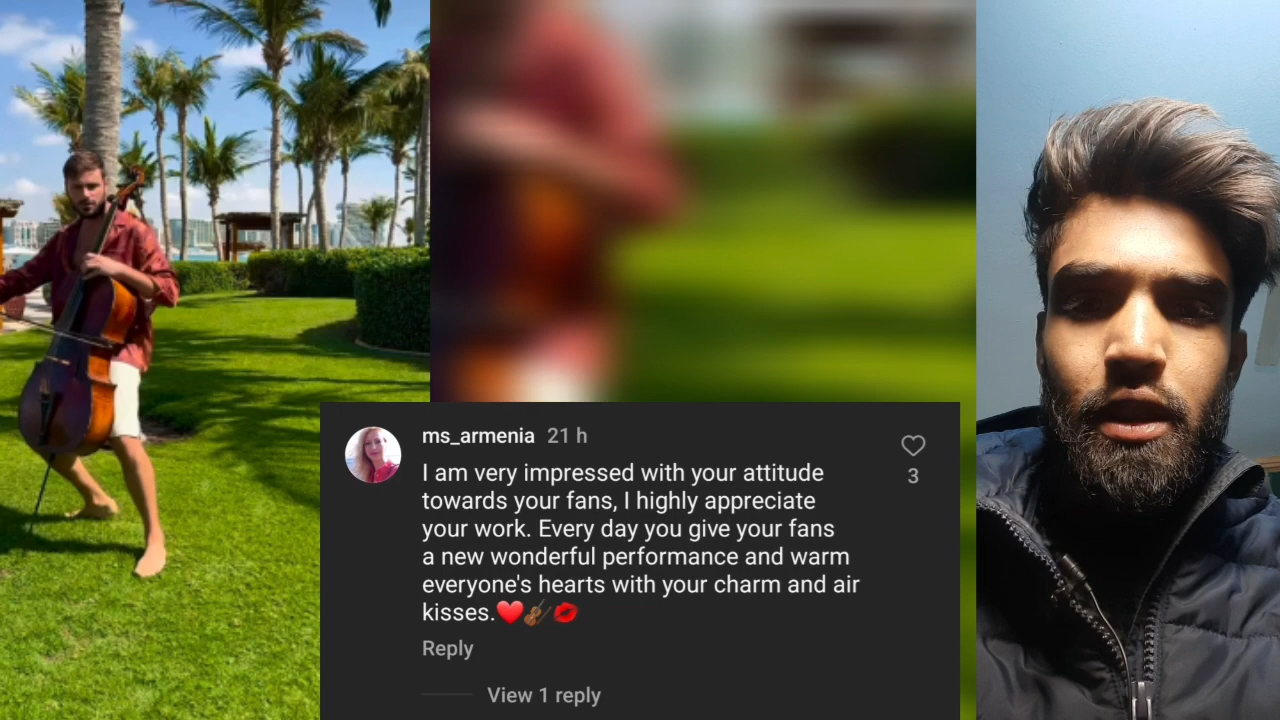 ms_armenia 21 h
I am very impressed with your attitude
towards your fans, I highly appreciate
your work. Every day you give your fans
a new wonderful performance and warm
everyone's hearts with your charm and air
kisses.❤️🎻💋
3
Reply
View 1 reply